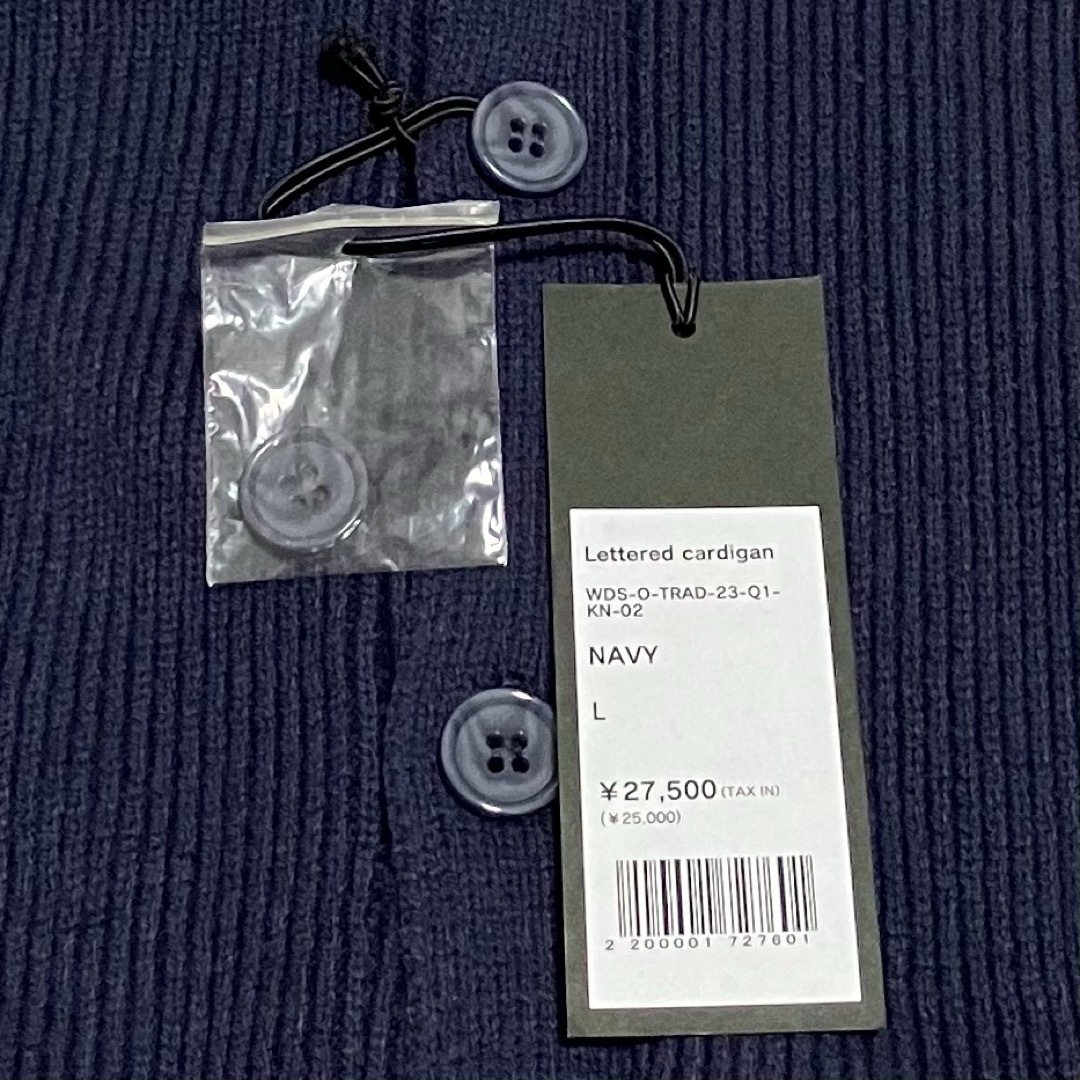 Lettered cardigan
WDS-O-TRAD-23-Q1-
KN-02
NAVY
L
¥27,500(TAX IN)
(¥25,000)
2 200001 727601